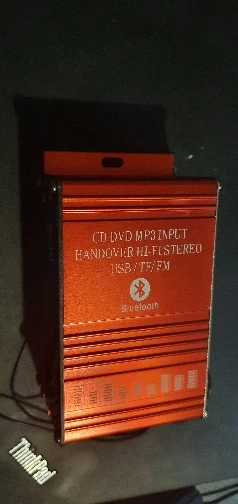 CD DVD MP3 INPUT
HANDOVER HI-FI STEREO
USB / TF/ FM
Bluetooth
ThinkPad